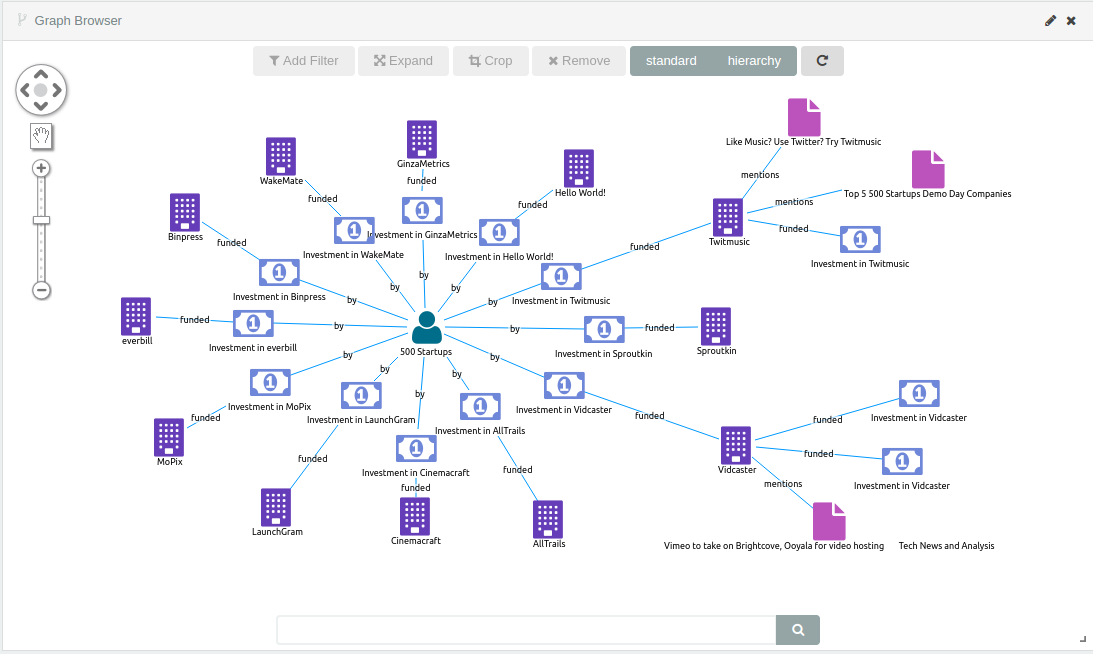 Graph Browser
Add Filter
Expand
Crop
Remove
standard
hierarchy
Like Music? Use Twitter? Try Twitmusic
GinzaMetrics
mentions
WakeMate
funded
Hello World!
Top 5 500 Startups Demo Day Companies
funded
funded
mentions
Binpress
Investment in GinzaMetrics
funded
Twitmusic
funded
Investment in WakeMate
Investment in Hello World!
funded
Investment in Twitmusic
by
by
by
Investment in Binpress
by
by
Investment in Twitmusic
everbill
funded
by
by
funded
Investment in everbill
500 Startups
Investment in Sproutkin
Sproutkin
by
by
by
by
by
Investment in MoPix
Investment in Vidcaster
funded
Investment in LaunchGram
funded
funded
Investment in Vidcaster
Investment in AllTrails
MoPix
funded
Investment in Cinemacraft
funded
Vidcaster
funded
funded
mentions
Investment in Vidcaster
LaunchGram
Cinemacraft
AllTrails
Vimeo to take on Brightcove, Ooyala for video hosting Tech News and Analysis